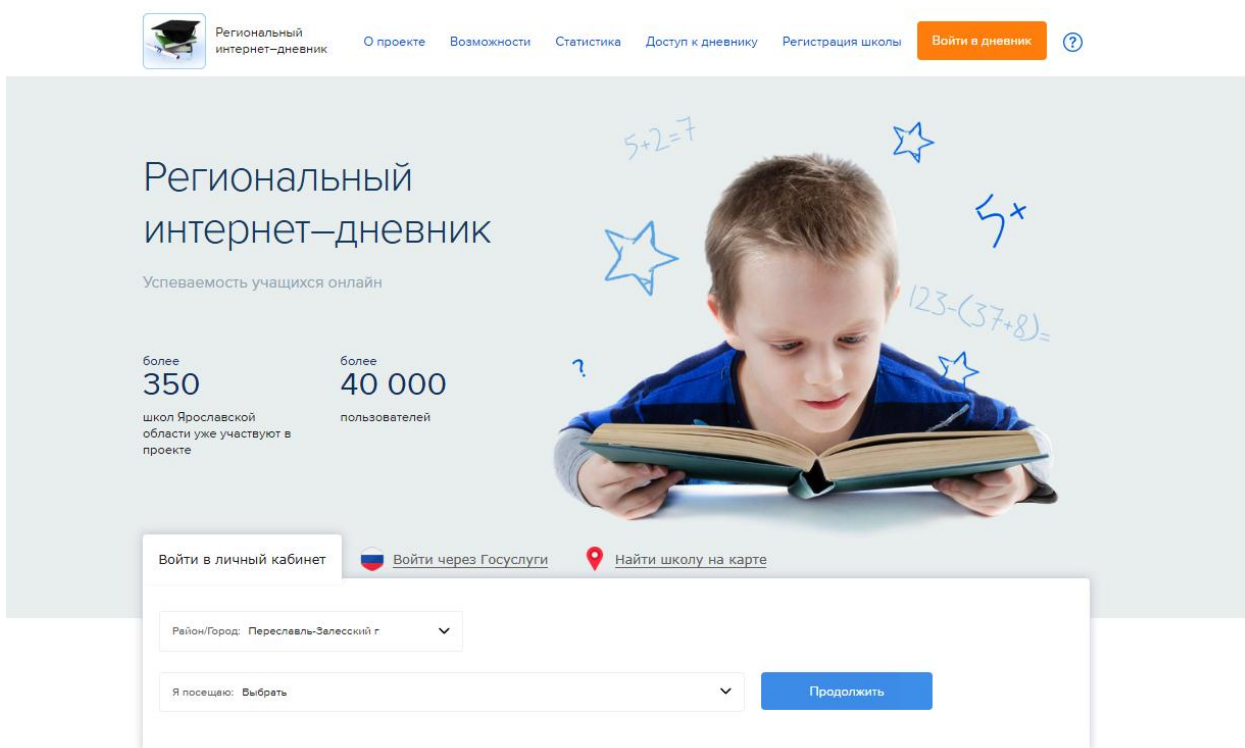 Региональный
интернет–дневник
О проекте
Возможности
Статистика
Доступ к дневнику
Регистрация школы
Войти в дневник
?
5+2=7
5×
123-(37+8)=
?
Региональный
интернет–дневник
Успеваемость учащихся онлайн
более
350
школ Ярославской
области уже участвуют в
проекте
более
40 000
пользователей
Войти в личный кабинет
Войти через Госуслуги
Найти школу на карте
Район/Город: Переславль-Залесский г
Я посещаю: Выбрать
Продолжить